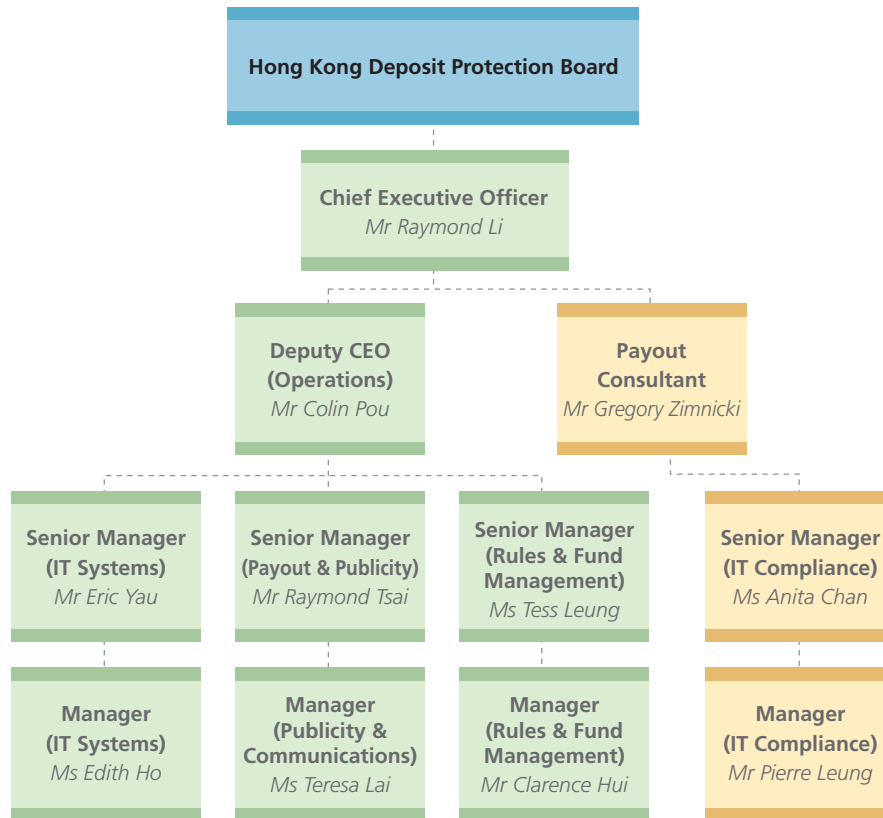 Hong Kong Deposit Protection Board
Chief Executive Officer
Mr Raymond Li
Deputy CEO
(Operations)
Mr Colin Pou
Payout
Consultant
Mr Gregory Zimnicki
Senior Manager
(IT Systems)
Mr Eric Yau
Senior Manager
(Payout & Publicity)
Mr Raymond Tsai
Senior Manager
(Rules & Fund
Management)
Ms Tess Leung
Senior Manager
(IT Compliance)
Ms Anita Chan
Manager
(IT Systems)
Ms Edith Ho
Manager
(Publicity &
Communications)
Ms Teresa Lai
Manager
(Rules & Fund
Management)
Mr Clarence Hui
Manager
(IT Compliance)
Mr Pierre Leung